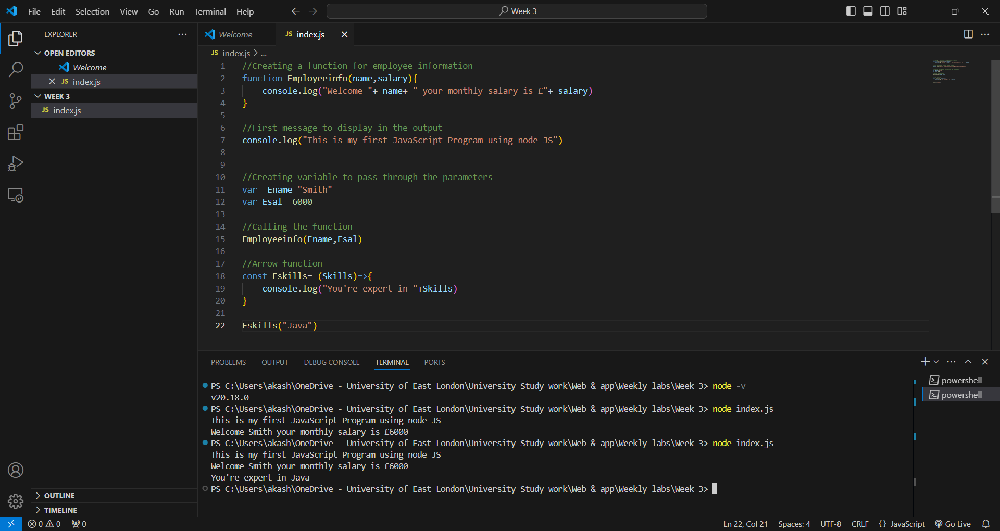 File Edit Selection View Go Run Terminal Help
Week 3
EXPLORER
OPEN EDITORS
Welcome
JS index.js
WEEK 3
JS index.js
OUTLINE
TIMELINE
Welcome
JS index.js
JS index.js > ...
1 //Creating a function for employee information
2 function Employeeinfo(name,salary){
3     console.log("Welcome "+ name+ " your monthly salary is £"+ salary)
4 }
5
6 //First message to display in the output
7 console.log("This is my first JavaScript Program using node JS")
8
9
10 //Creating variable to pass through the parameters
11 var  Ename="Smith"
12 var Esal= 6000
13
14 //Calling the function
15 Employeeinfo(Ename,Esal)
16
17 //Arrow function
18 const Eskills= (Skills)=>{
19     console.log("You're expert in "+Skills)
20 }
21
22 Eskills("Java")
PROBLEMS OUTPUT DEBUG CONSOLE TERMINAL PORTS
PS C:\Users\akash\OneDrive - University of East London\University Study work\Web & app\Weekly labs\Week 3> node -v
v20.18.0
PS C:\Users\akash\OneDrive - University of East London\University Study work\Web & app\Weekly labs\Week 3> node index.js
This is my first JavaScript Program using node JS
Welcome Smith your monthly salary is £6000
PS C:\Users\akash\OneDrive - University of East London\University Study work\Web & app\Weekly labs\Week 3> node index.js
This is my first JavaScript Program using node JS
Welcome Smith your monthly salary is £6000
You're expert in Java
PS C:\Users\akash\OneDrive - University of East London\University Study work\Web & app\Weekly labs\Week 3>
powershell
powershell
0 0 0
Ln 22, Col 21 Spaces: 4 UTF-8 CRLF {} JavaScript Go Live